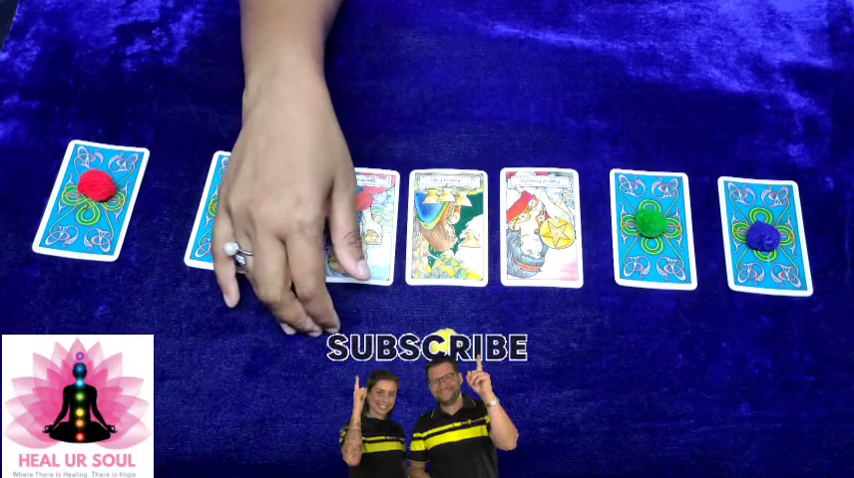 SUBSCRIBE
HEAL UR SOUL
Where There is Healing, There is Hope